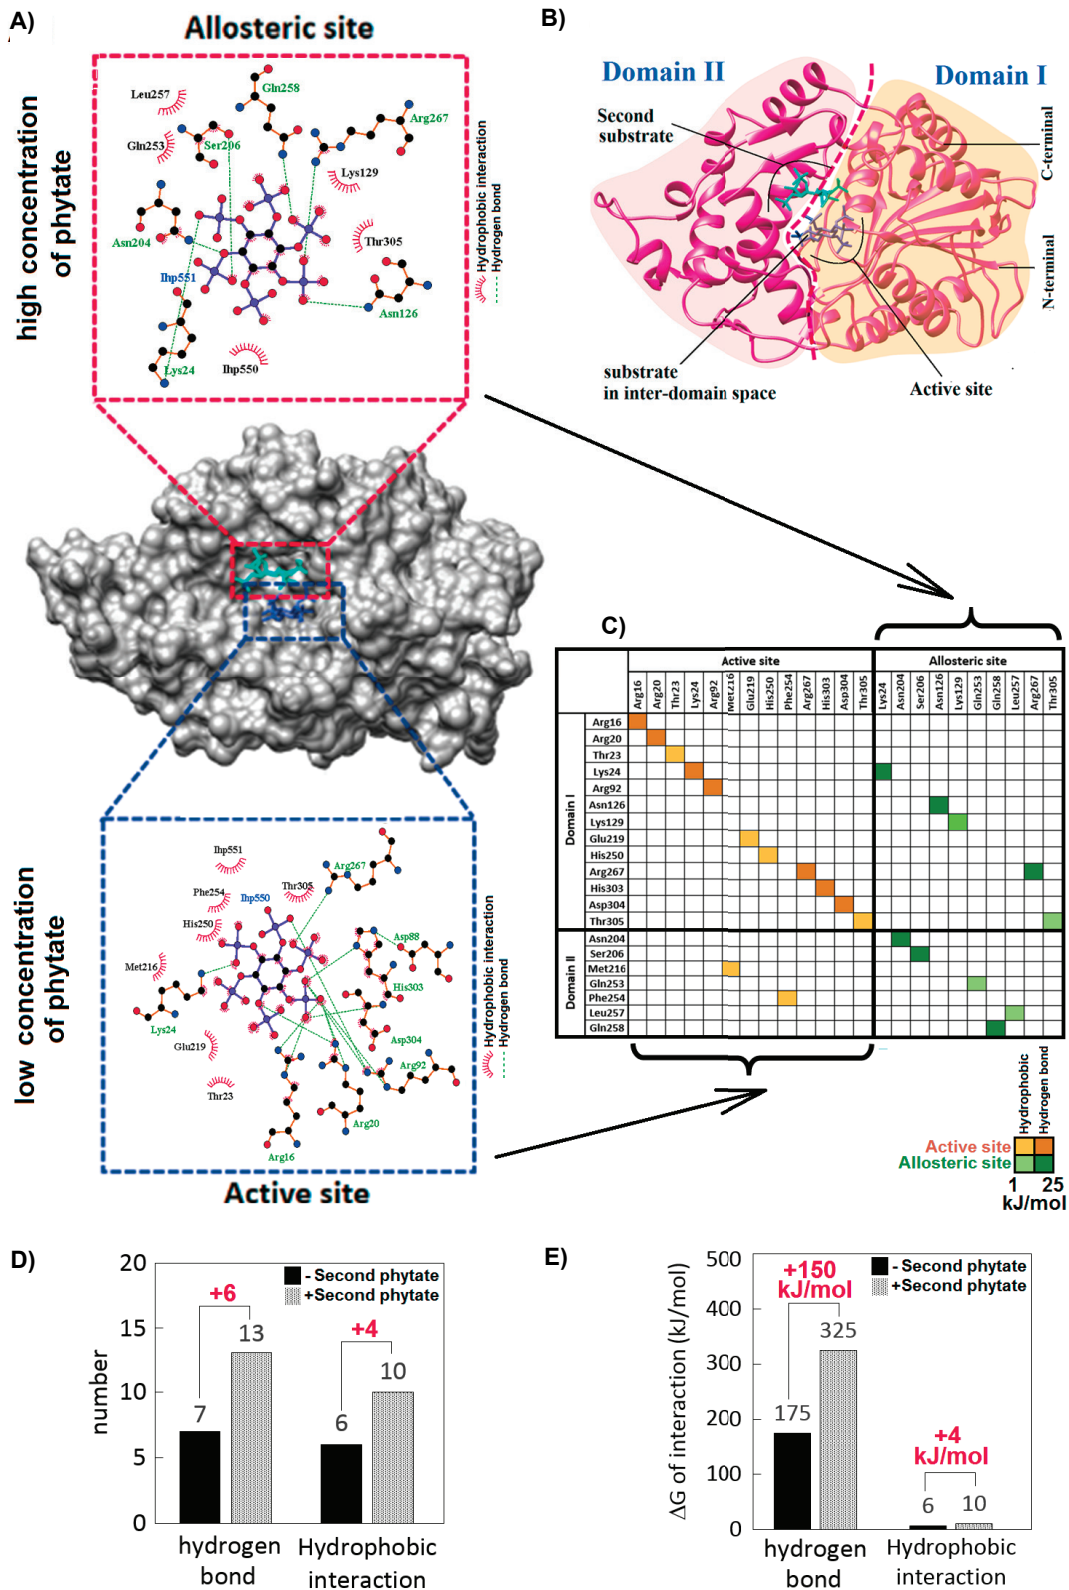 A)
Allosteric site
high concentration
of phytate
Leu257
Gln253
Ser206
Gln258
Arg267
Lys129
Thr305
Asn204
Ihp551
Asn126
Lys24
Ihp550
Hydrophobic interaction
Hydrogen bond
B)
Domain II
Domain I
Second
substrate
C-terminal
N-terminal
substrate
in inter-domain space
Active site
low concentration
of phytate
Ihp551
Arg267
Phe254
Ihp550
Thr305
His250
Asp88
Met216
His303
Lys24
Glu219
Asp304
Arg92
Thr23
Arg20
Arg16
Hydrophobic interaction
Hydrogen bond
Active site
C)
Active site
Allosteric site
Arg16 Arg20 Thr23 Lys24 Arg92 Met216 Glu219 His250 Phe254 Arg267 His303 Asp304 Thr305 Lys24 Asn204 Ser206 Asn126 Lys129 Gln253 Gln258 Leu257 Arg267 Thr305
Domain I
Arg16
Arg20
Thr23
Lys24
Arg92
Asn126
Lys129
Glu219
His250
Arg267
His303
Asp304
Thr305
Domain II
Asn204
Ser206
Met216
Gln253
Phe254
Leu257
Gln258
Hydrophobic
Hydrogen bond
Active site
Allosteric site
1 25
kJ/mol
D)
number
20
15
10
5
0
- Second phytate
+Second phytate
+6
13
7
+4
10
6
hydrogen
bond
Hydrophobic
interaction
E)
ΔG of interaction (kJ/mol)
500
400
300
200
100
0
- Second phytate
+Second phytate
+150
kJ/mol
325
175
+4
kJ/mol
6
10
hydrogen
bond
Hydrophobic
interaction